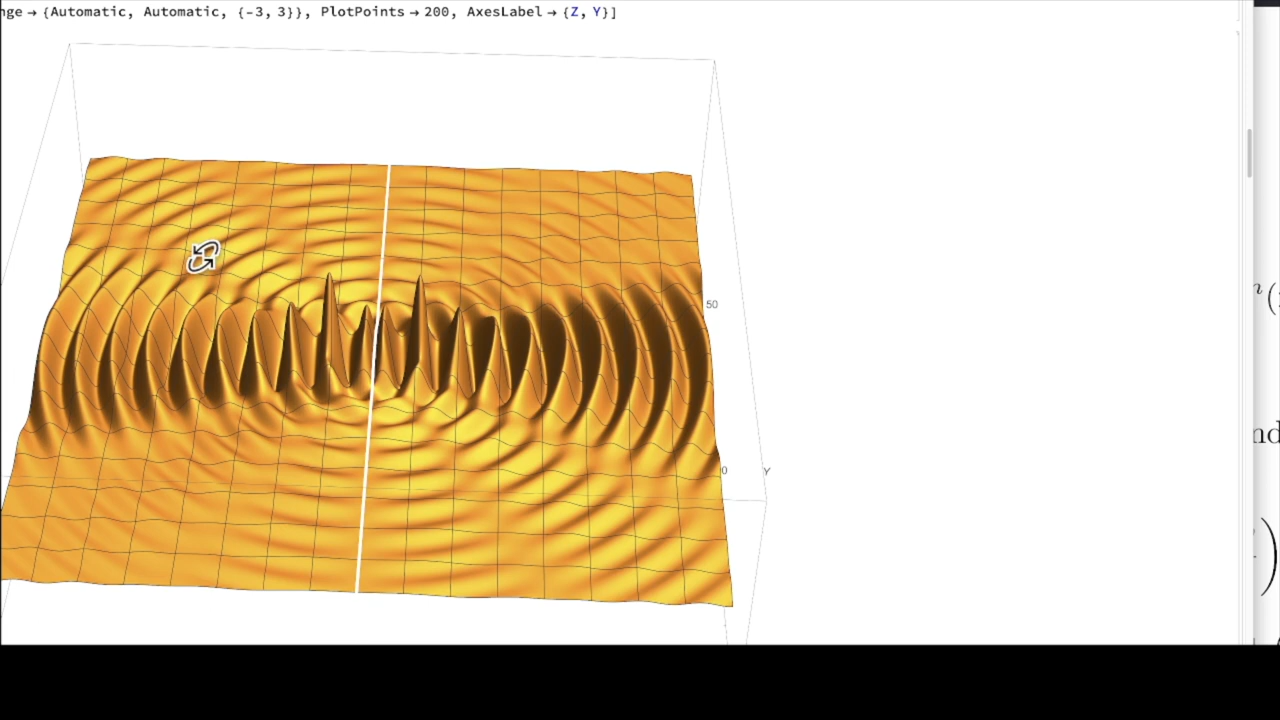 nge → {Automatic, Automatic, {-3, 3}}, PlotPoints → 200, AxesLabel → {Z, Y}]
50
0
Y
n(
nd
)